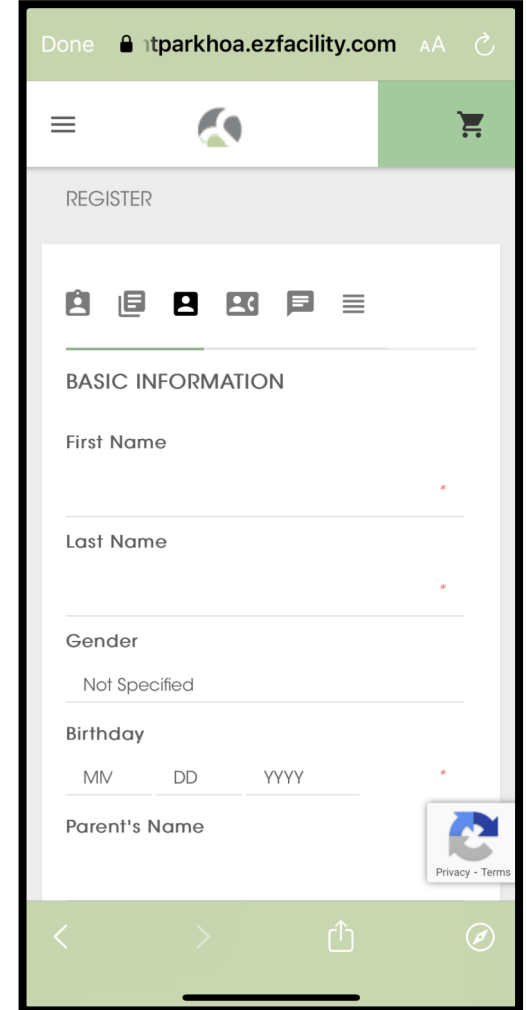 Done ntparkhoa.ezfacility.com AA
REGISTER
BASIC INFORMATION
First Name
*
Last Name
*
Gender
Not Specified
Birthday
MM DD YYYY *
Parent's Name
Privacy - Terms